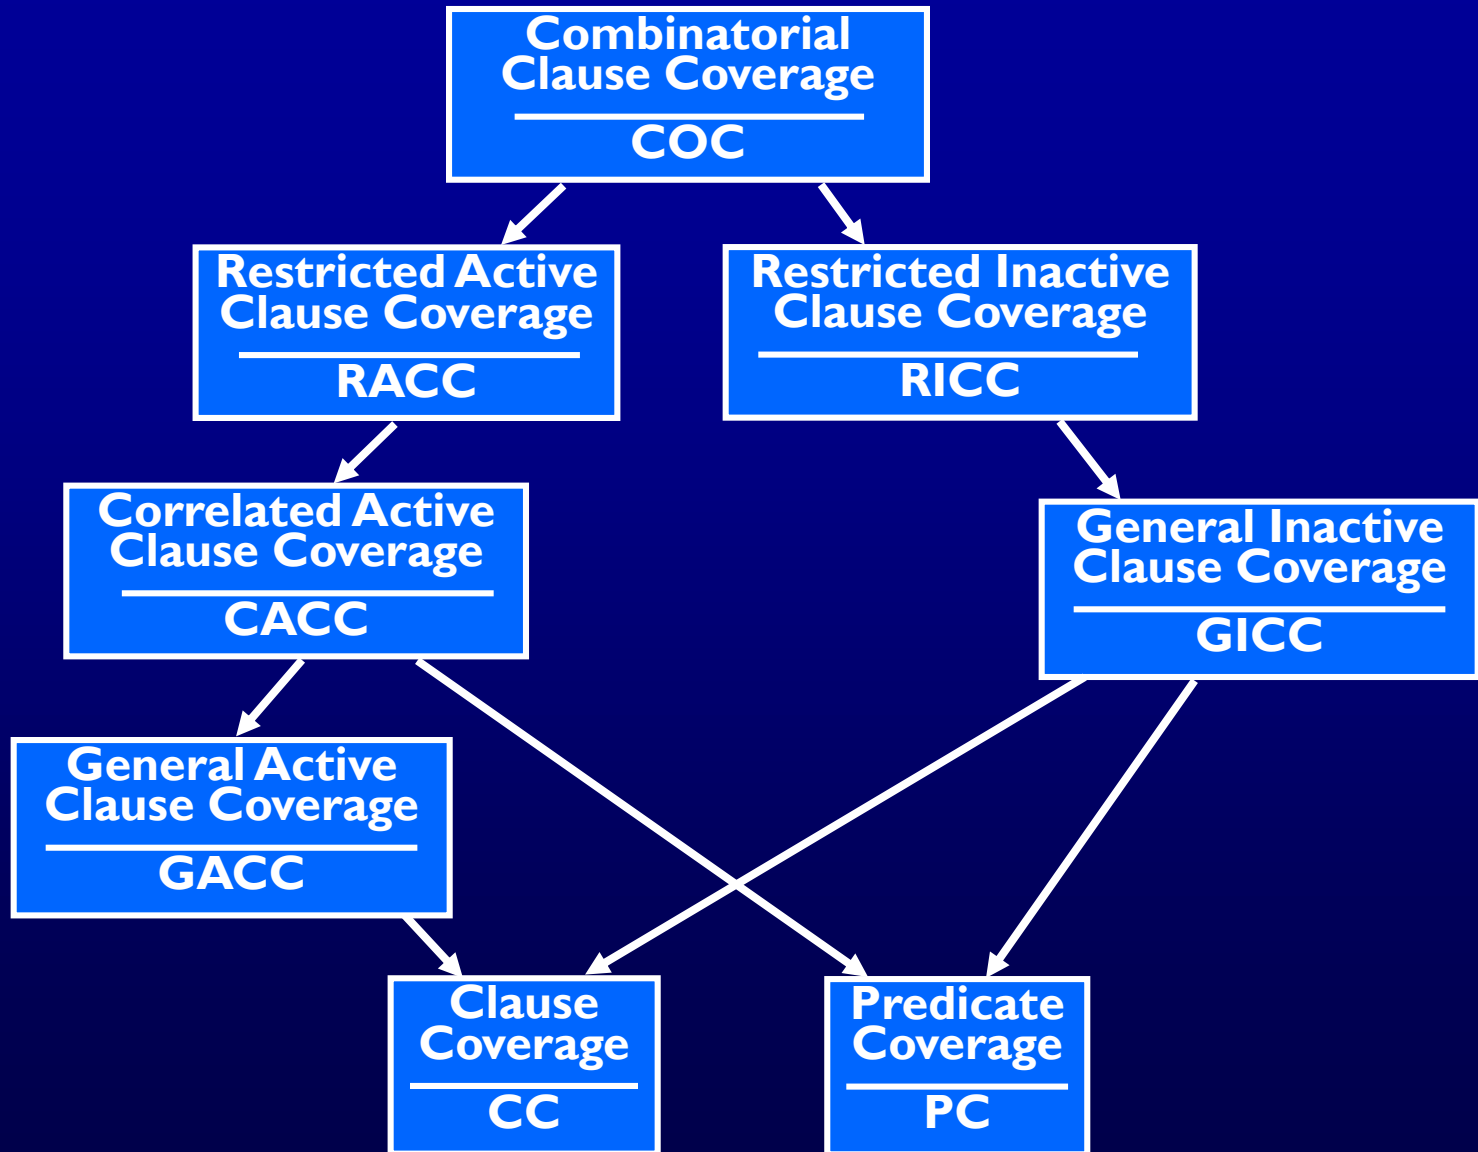 Combinatorial
Clause Coverage
COC
Restricted Active
Clause Coverage
RACC
Restricted Inactive
Clause Coverage
RICC
Correlated Active
Clause Coverage
CACC
General Inactive
Clause Coverage
GICC
General Active
Clause Coverage
GACC
Clause
Coverage
CC
Predicate
Coverage
PC